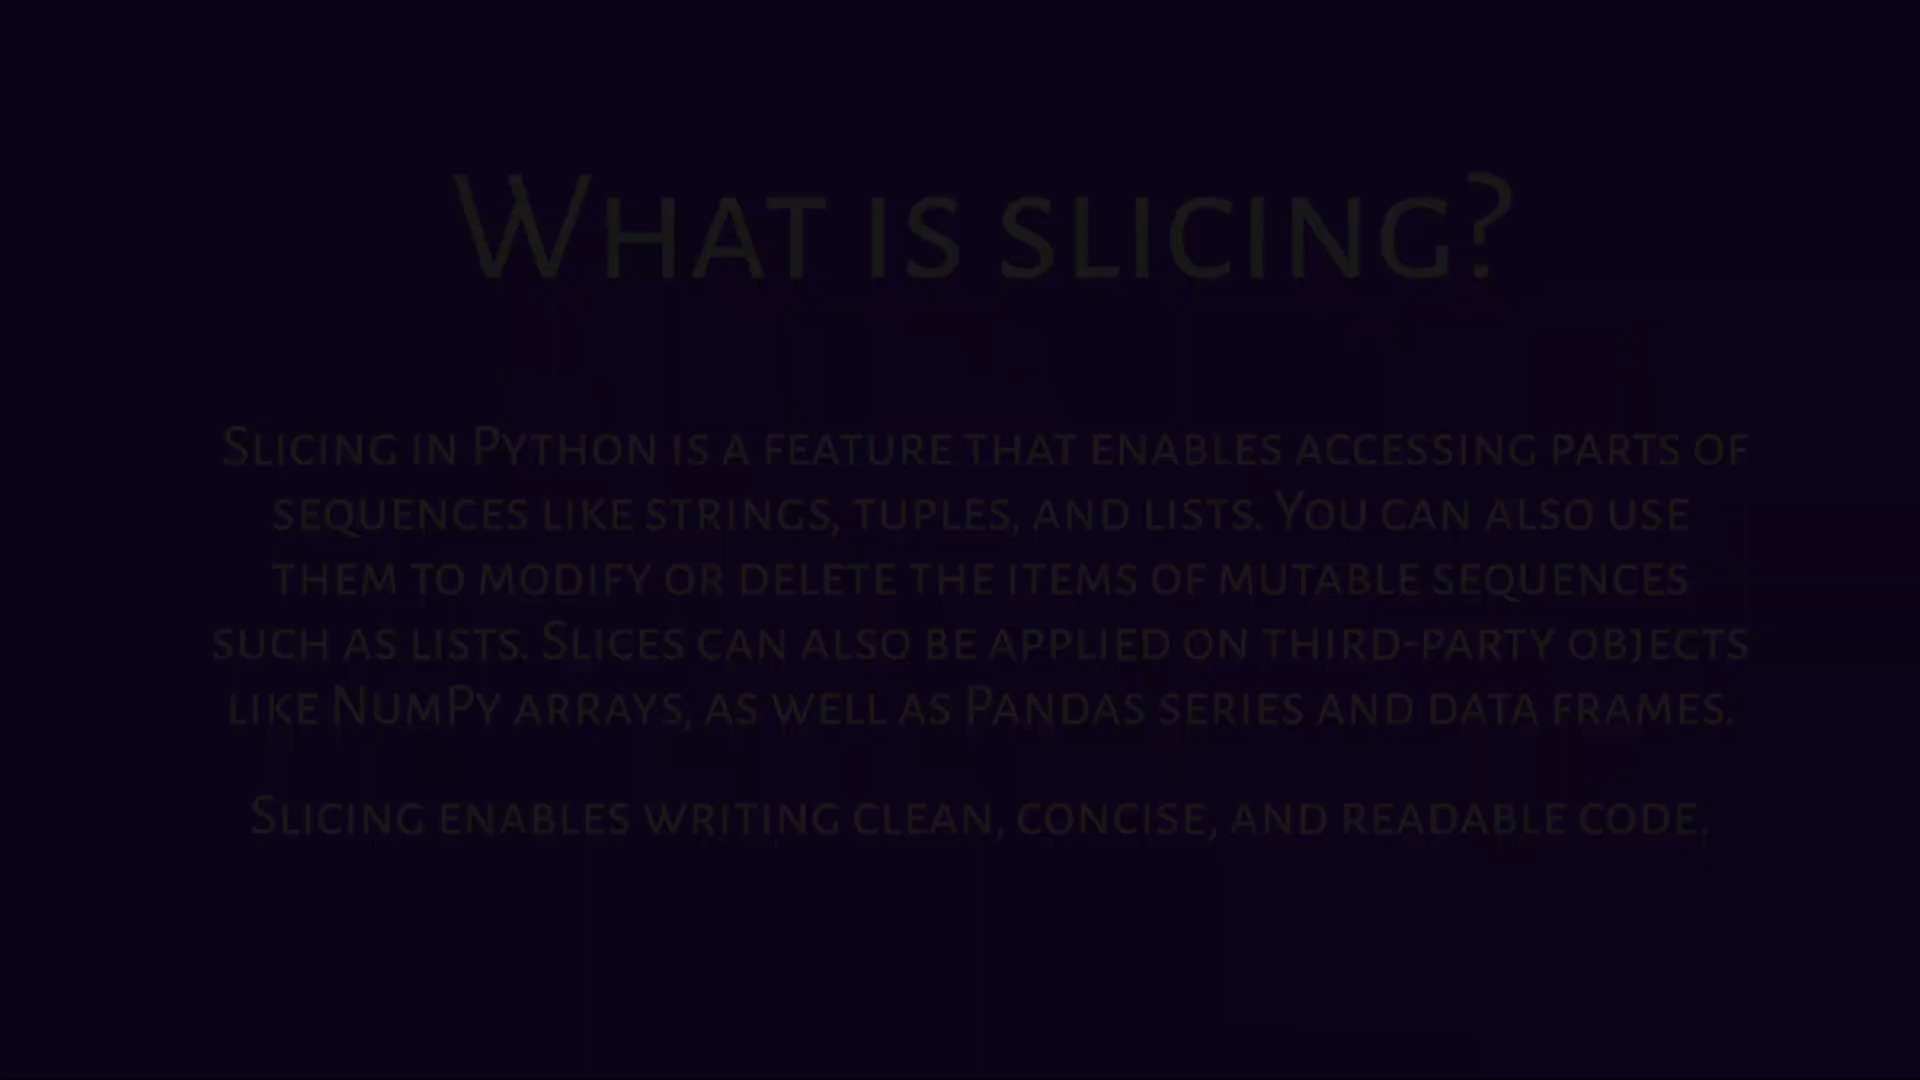 What is slicing?
Slicing in Python is a feature that enables accessing parts of
sequences like strings, tuples, and lists. You can also use
them to modify or delete the items of mutable sequences
such as lists. Slices can also be applied on third-party objects
like NumPy arrays, as well as Pandas series and data frames.
Slicing enables writing clean, concise, and readable code.